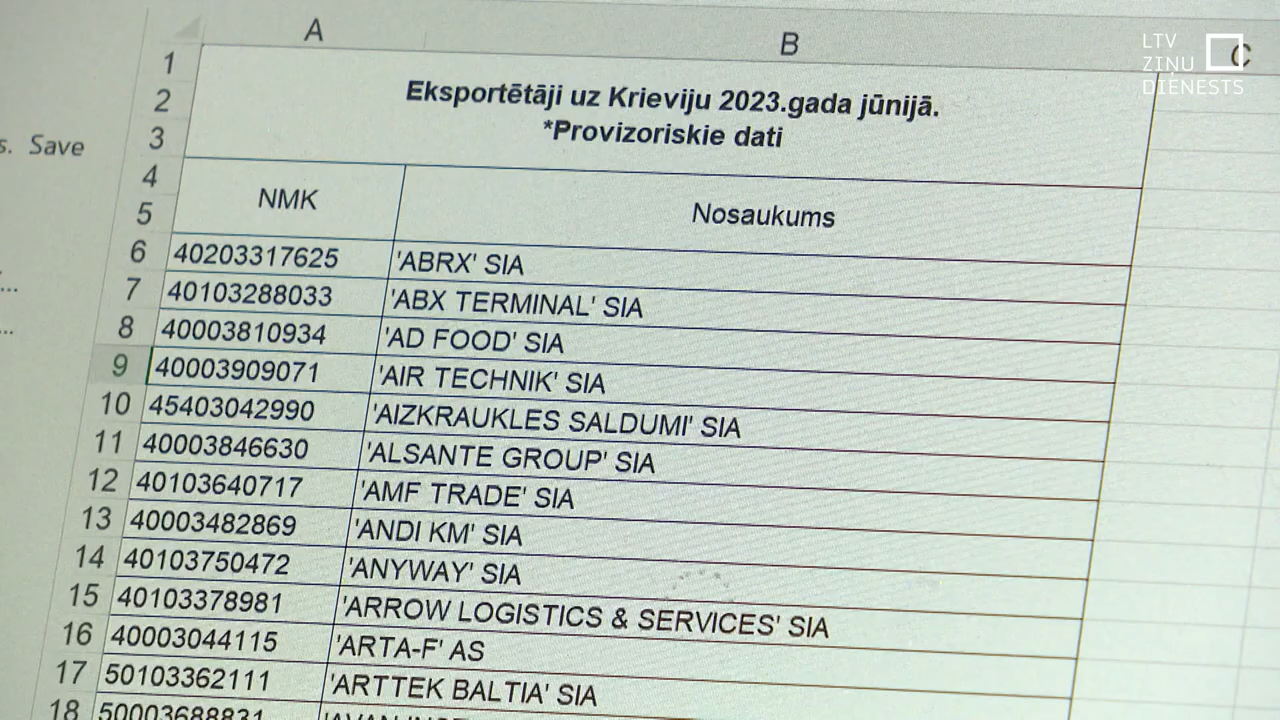 LTV
ZIŅU
DIENESTS
A B C
s. Save
1
2 Eksportētāji uz Krieviju 2023.gada jūnijā.
3 *Provizoriskie dati
4
5 NMK Nosaukums
6 40203317625 'ABRX' SIA
7 40103288033 'ABX TERMINAL' SIA
8 40003810934 'AD FOOD' SIA
9 40003909071 'AIR TECHNIK' SIA
10 45403042990 'AIZKRAUKLES SALDUMI' SIA
11 40003846630 'ALSANTE GROUP' SIA
12 40103640717 'AMF TRADE' SIA
13 40003482869 'ANDI KM' SIA
14 40103750472 'ANYWAY' SIA
15 40103378981 'ARROW LOGISTICS & SERVICES' SIA
16 40003044115 'ARTA-F' AS
17 50103362111 'ARTTEK BALTIA' SIA
18 50003688831